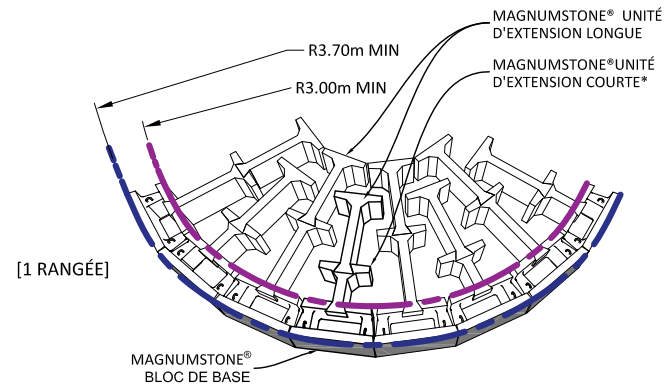 MAGNUMSTONE® UNITÉ
D'EXTENSION LONGUE
R3.70m MIN
MAGNUMSTONE®UNITÉ
D'EXTENSION COURTE*
R3.00m MIN
[1 RANGÉE]
MAGNUMSTONE®
BLOC DE BASE